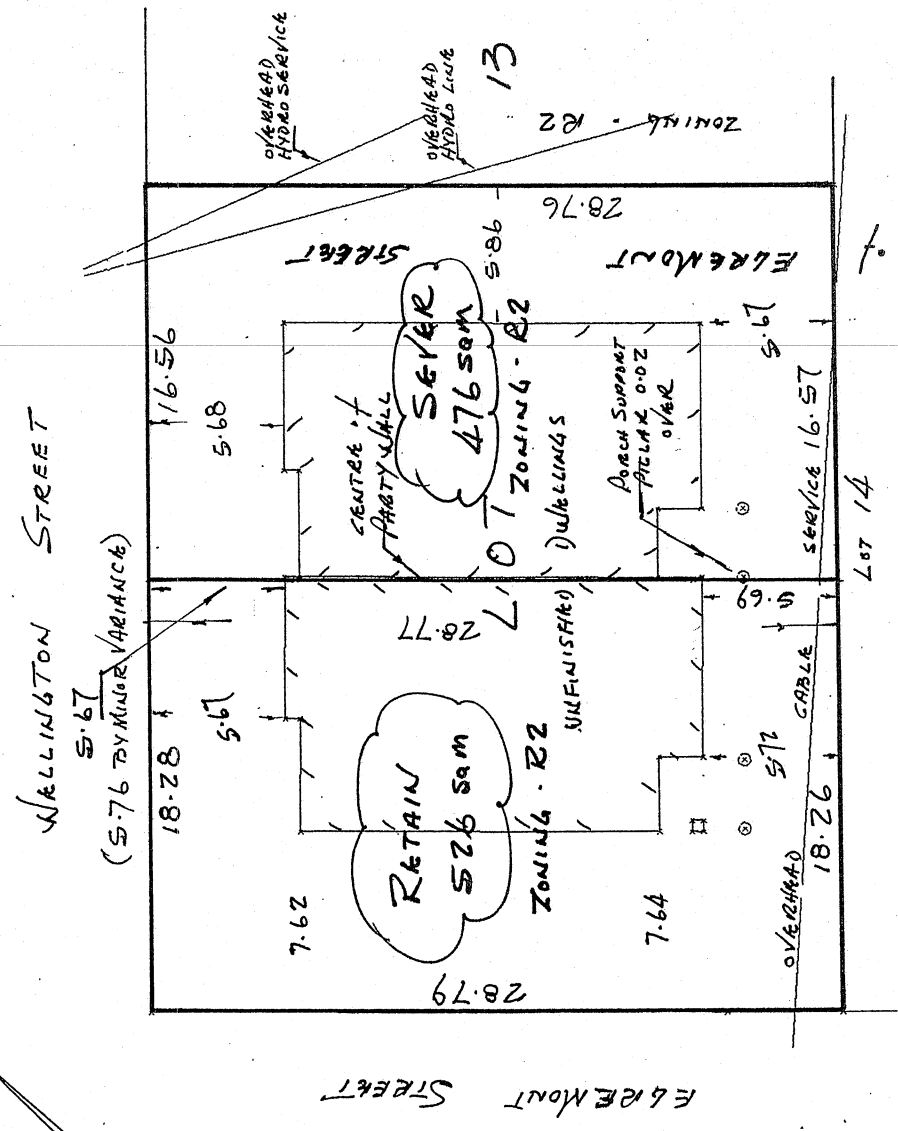 WELLINGTON STREET
5.67
(5.76 BY MINOR VARIANCE)
18.28
16.56
5.67
5.68
OVERHEAD
HYDRO SERVICE
OVERHEAD
HYDRO LINE
13
ZONING - R2
7.62
28.79
RETAIN
526 sqm
ZONING - R2
28.77
CENTRE of
PARTY WALL
SEVER
476 sqm
ZONING - R2
5.86
28.76
EGREMONT STREET
LOT
UNFINISHED DWELLINGS
PORCH SUPPORT
PILLAR 0.02
OVER
7.64
5.72
5.69
5.67
OVERHEAD CABLE SERVICE
18.26
16.57
LOT 14
EGREMONT STREET